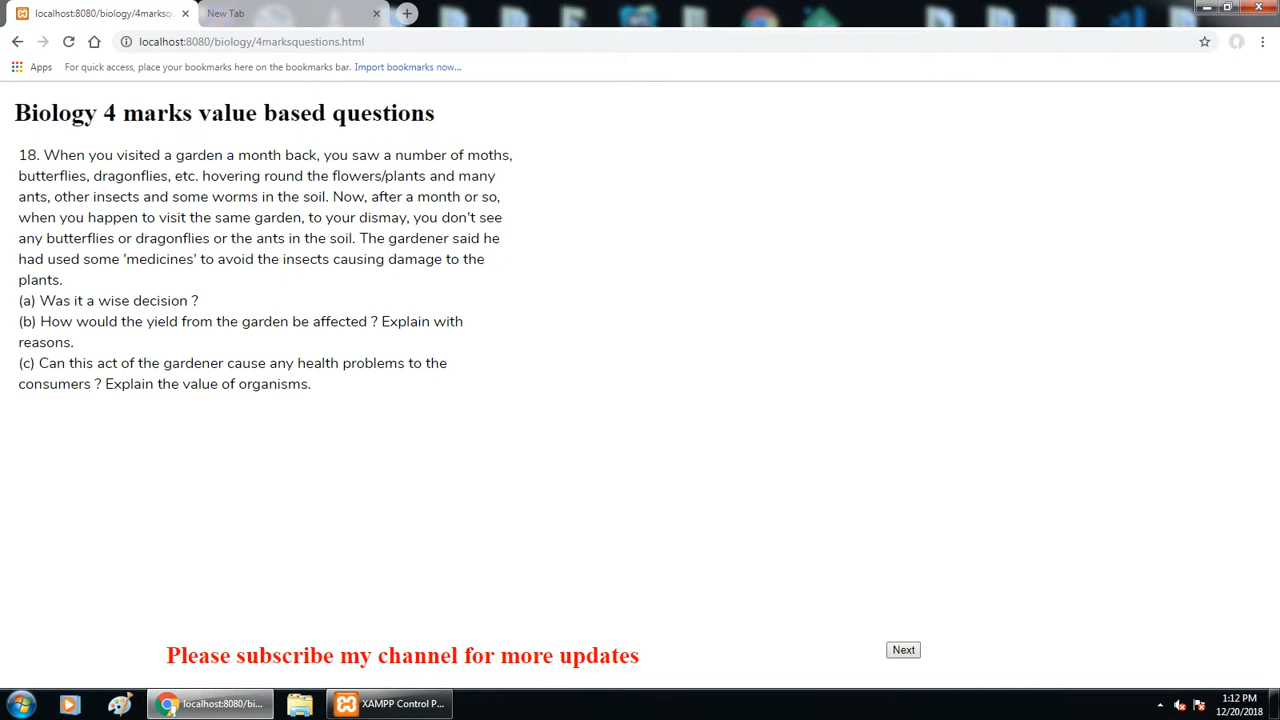 localhost:8080/biology/4marksqu
New Tab
localhost:8080/biology/4marksquestions.html
Apps For quick access, place your bookmarks here on the bookmarks bar. Import bookmarks now...
Biology 4 marks value based questions
18. When you visited a garden a month back, you saw a number of moths,
butterflies, dragonflies, etc. hovering round the flowers/plants and many
ants, other insects and some worms in the soil. Now, after a month or so,
when you happen to visit the same garden, to your dismay, you don't see
any butterflies or dragonflies or the ants in the soil. The gardener said he
had used some 'medicines' to avoid the insects causing damage to the
plants.
(a) Was it a wise decision ?
(b) How would the yield from the garden be affected ? Explain with
reasons.
(c) Can this act of the gardener cause any health problems to the
consumers ? Explain the value of organisms.
Next
Please subscribe my channel for more updates
localhost:8080/bi...
XAMPP Control P...
1:12 PM
12/20/2018